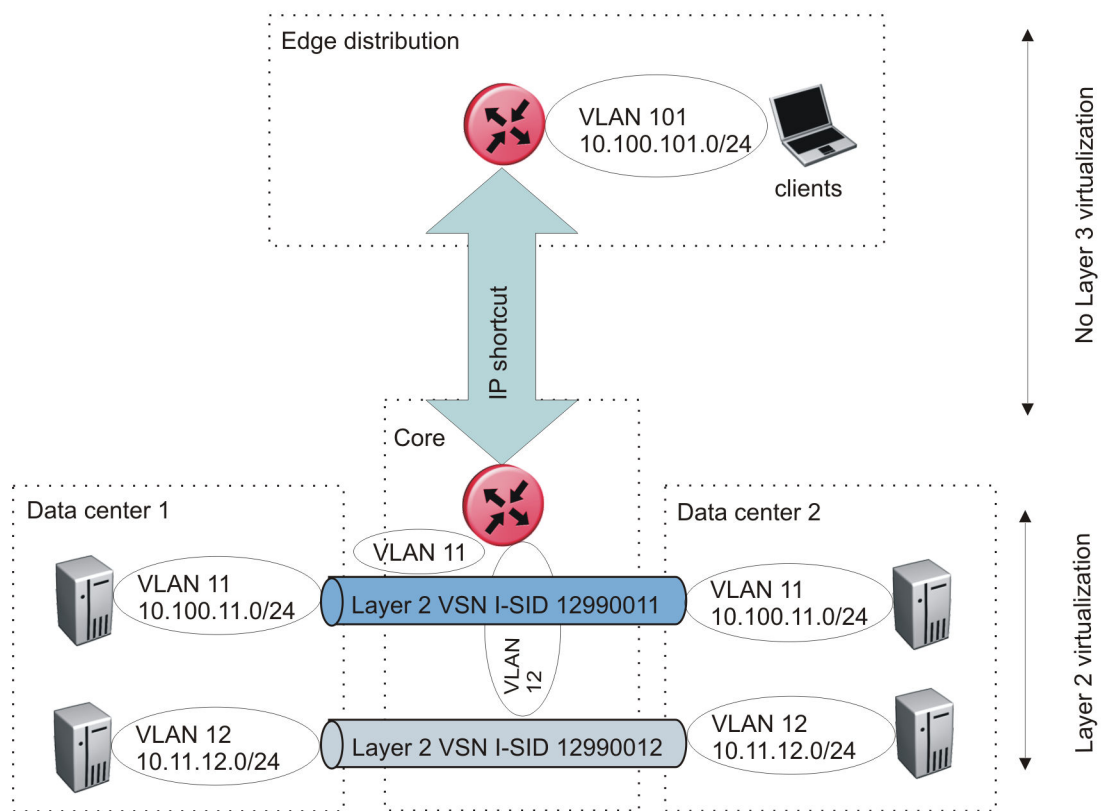 Edge distribution
VLAN 101
10.100.101.0/24
clients
No Layer 3 virtualization
IP shortcut
Core
Data center 1
Data center 2
VLAN 11
VLAN 11
10.100.11.0/24
Layer 2 VSN I-SID 12990011
VLAN 11
10.100.11.0/24
VLAN
12
VLAN 12
10.11.12.0/24
Layer 2 VSN I-SID 12990012
VLAN 12
10.11.12.0/24
Layer 2 virtualization